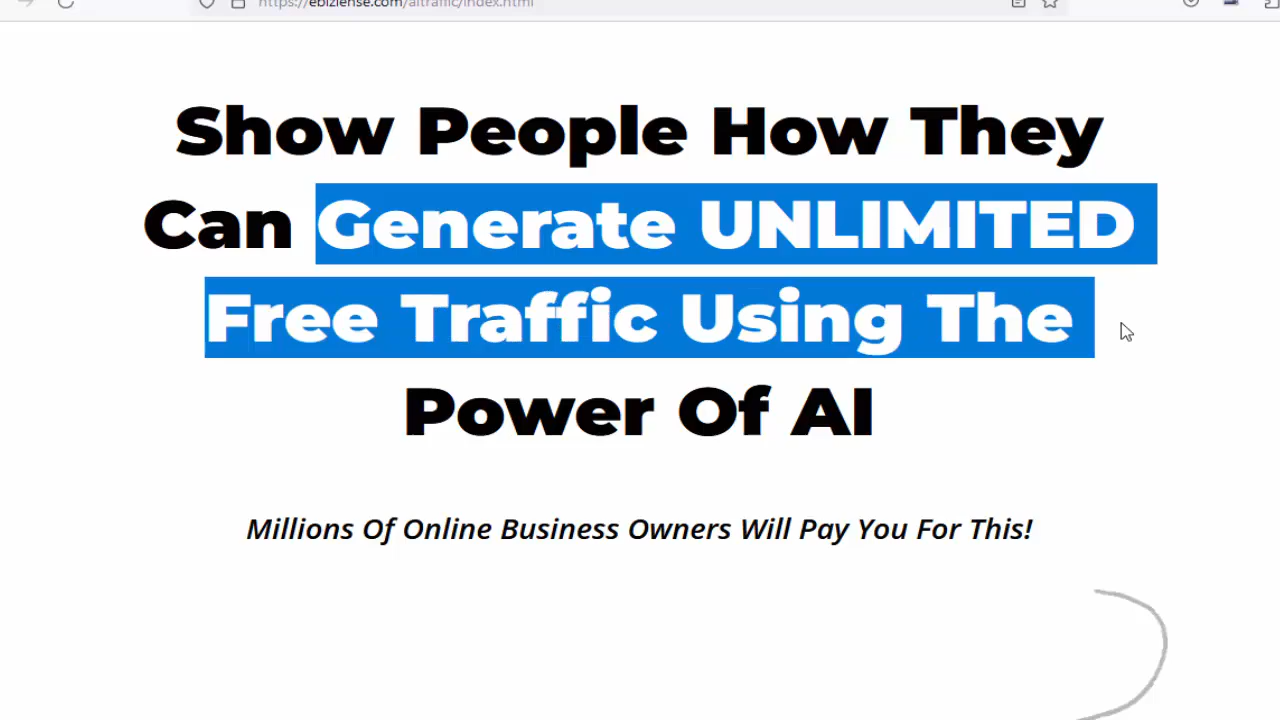 https://ebizlense.com/aitraffic/index.html
Show People How They
Can Generate UNLIMITED
Free Traffic Using The
Power Of AI
Millions Of Online Business Owners Will Pay You For This!